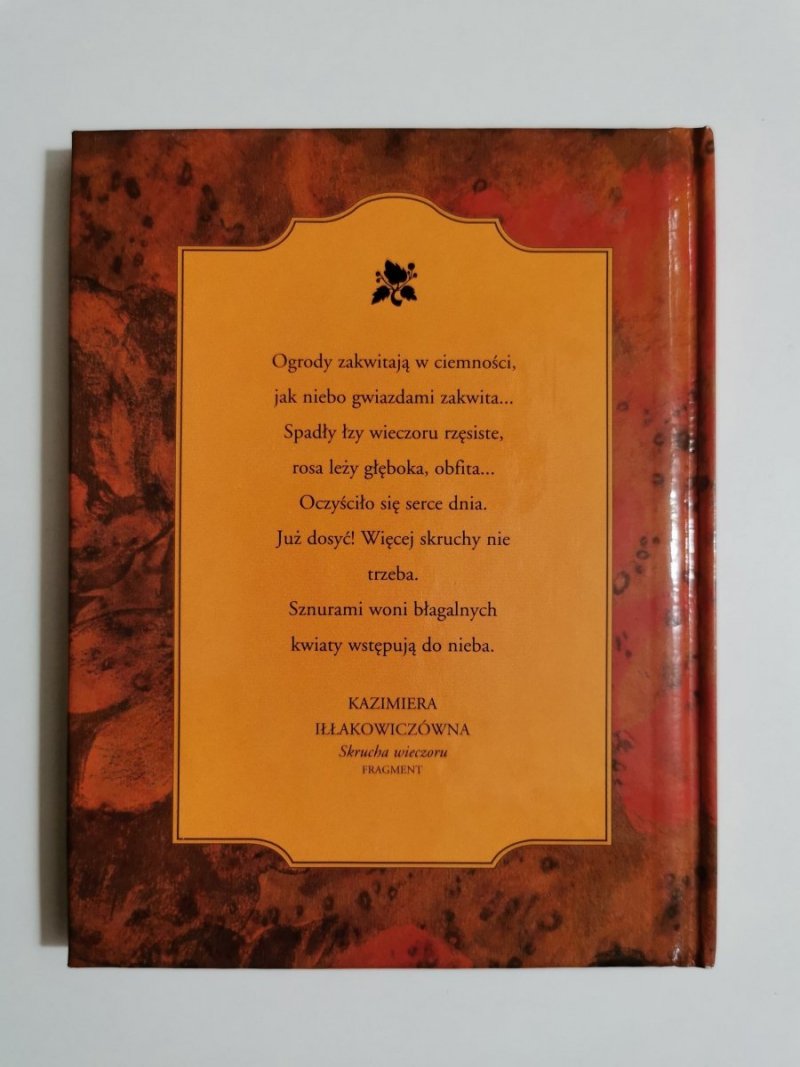 Ogrody zakwitają w ciemności,
jak niebo gwiazdami zakwita...
Spadły łzy wieczoru rzęsiste,
rosa leży głęboka, obfita...
Oczyściło się serce dnia.
Już dosyć! Więcej skruchy nie
trzeba.
Sznurami woni błagalnych
kwiaty wstępują do nieba.
KAZIMIERA
IŁŁAKOWICZÓWNA
Skrucha wieczoru
FRAGMENT